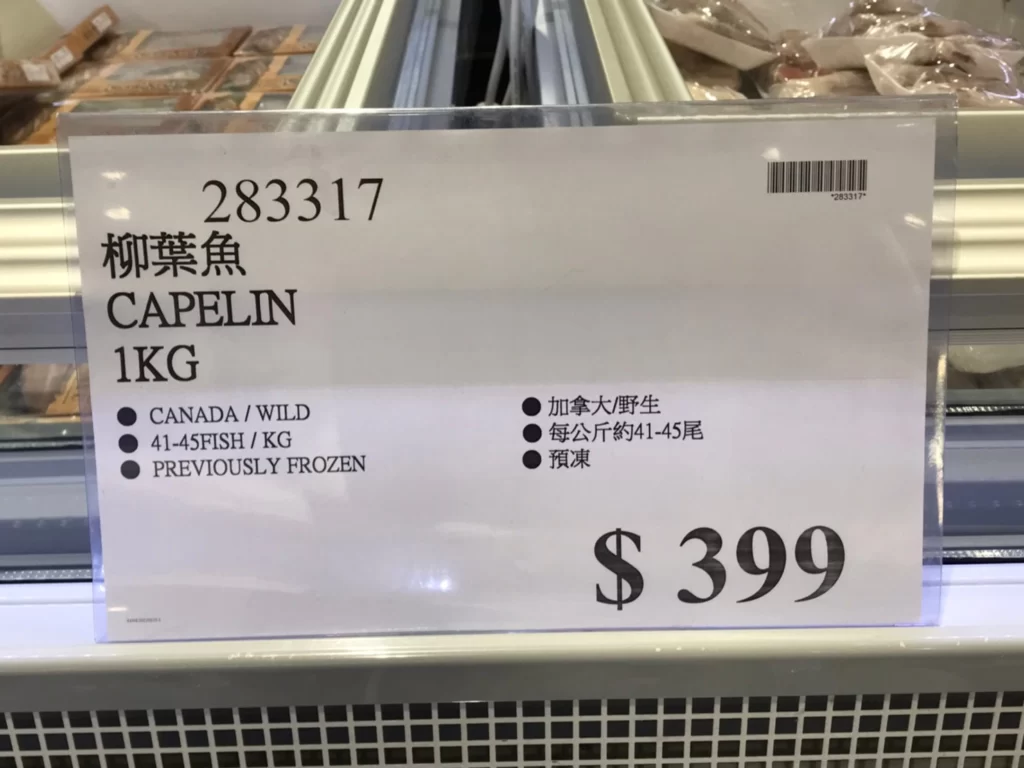 283317
*283317*
柳葉魚
CAPELIN
1KG
● CANADA / WILD
● 41-45FISH / KG
● PREVIOUSLY FROZEN
● 加拿大/野生
● 每公斤約41-45尾
● 預凍
$ 399